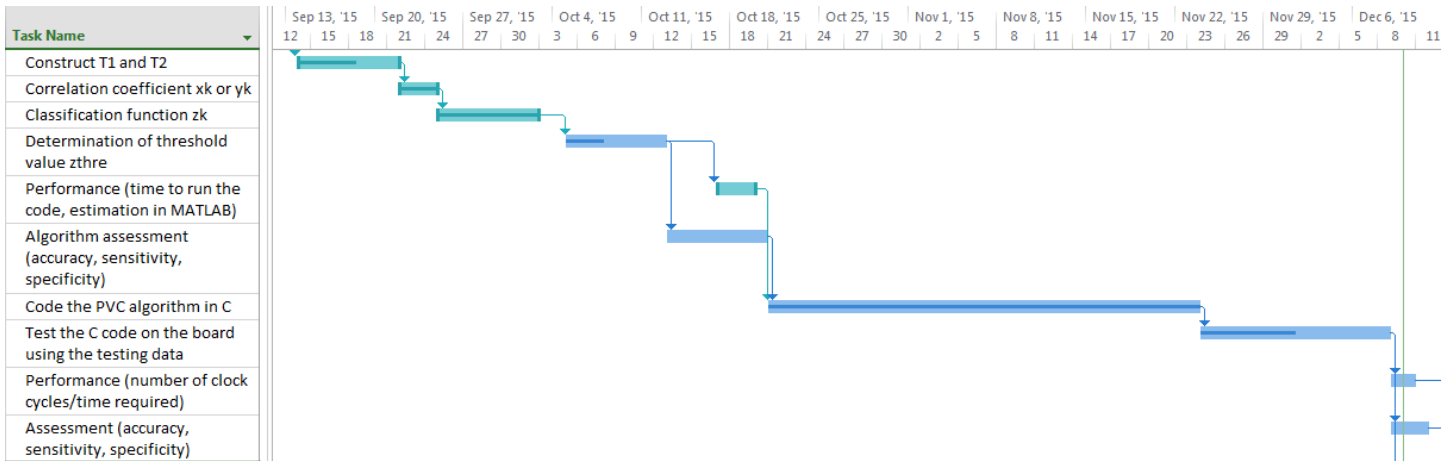 Sep 13, '15 Sep 20, '15 Sep 27, '15 Oct 4, '15 Oct 11, '15 Oct 18, '15 Oct 25, '15 Nov 1, '15 Nov 8, '15 Nov 15, '15 Nov 22, '15 Nov 29, '15 Dec 6, '15
Task Name
12 15 18 21 24 27 30 3 6 9 12 15 18 21 24 27 30 2 5 8 11 14 17 20 23 26 29 2 5 8 11
Construct T1 and T2
Correlation coefficient xk or yk
Classification function zk
Determination of threshold
value zthre
Performance (time to run the
code, estimation in MATLAB)
Algorithm assessment
(accuracy, sensitivity,
specificity)
Code the PVC algorithm in C
Test the C code on the board
using the testing data
Performance (number of clock
cycles/time required)
Assessment (accuracy,
sensitivity, specificity)